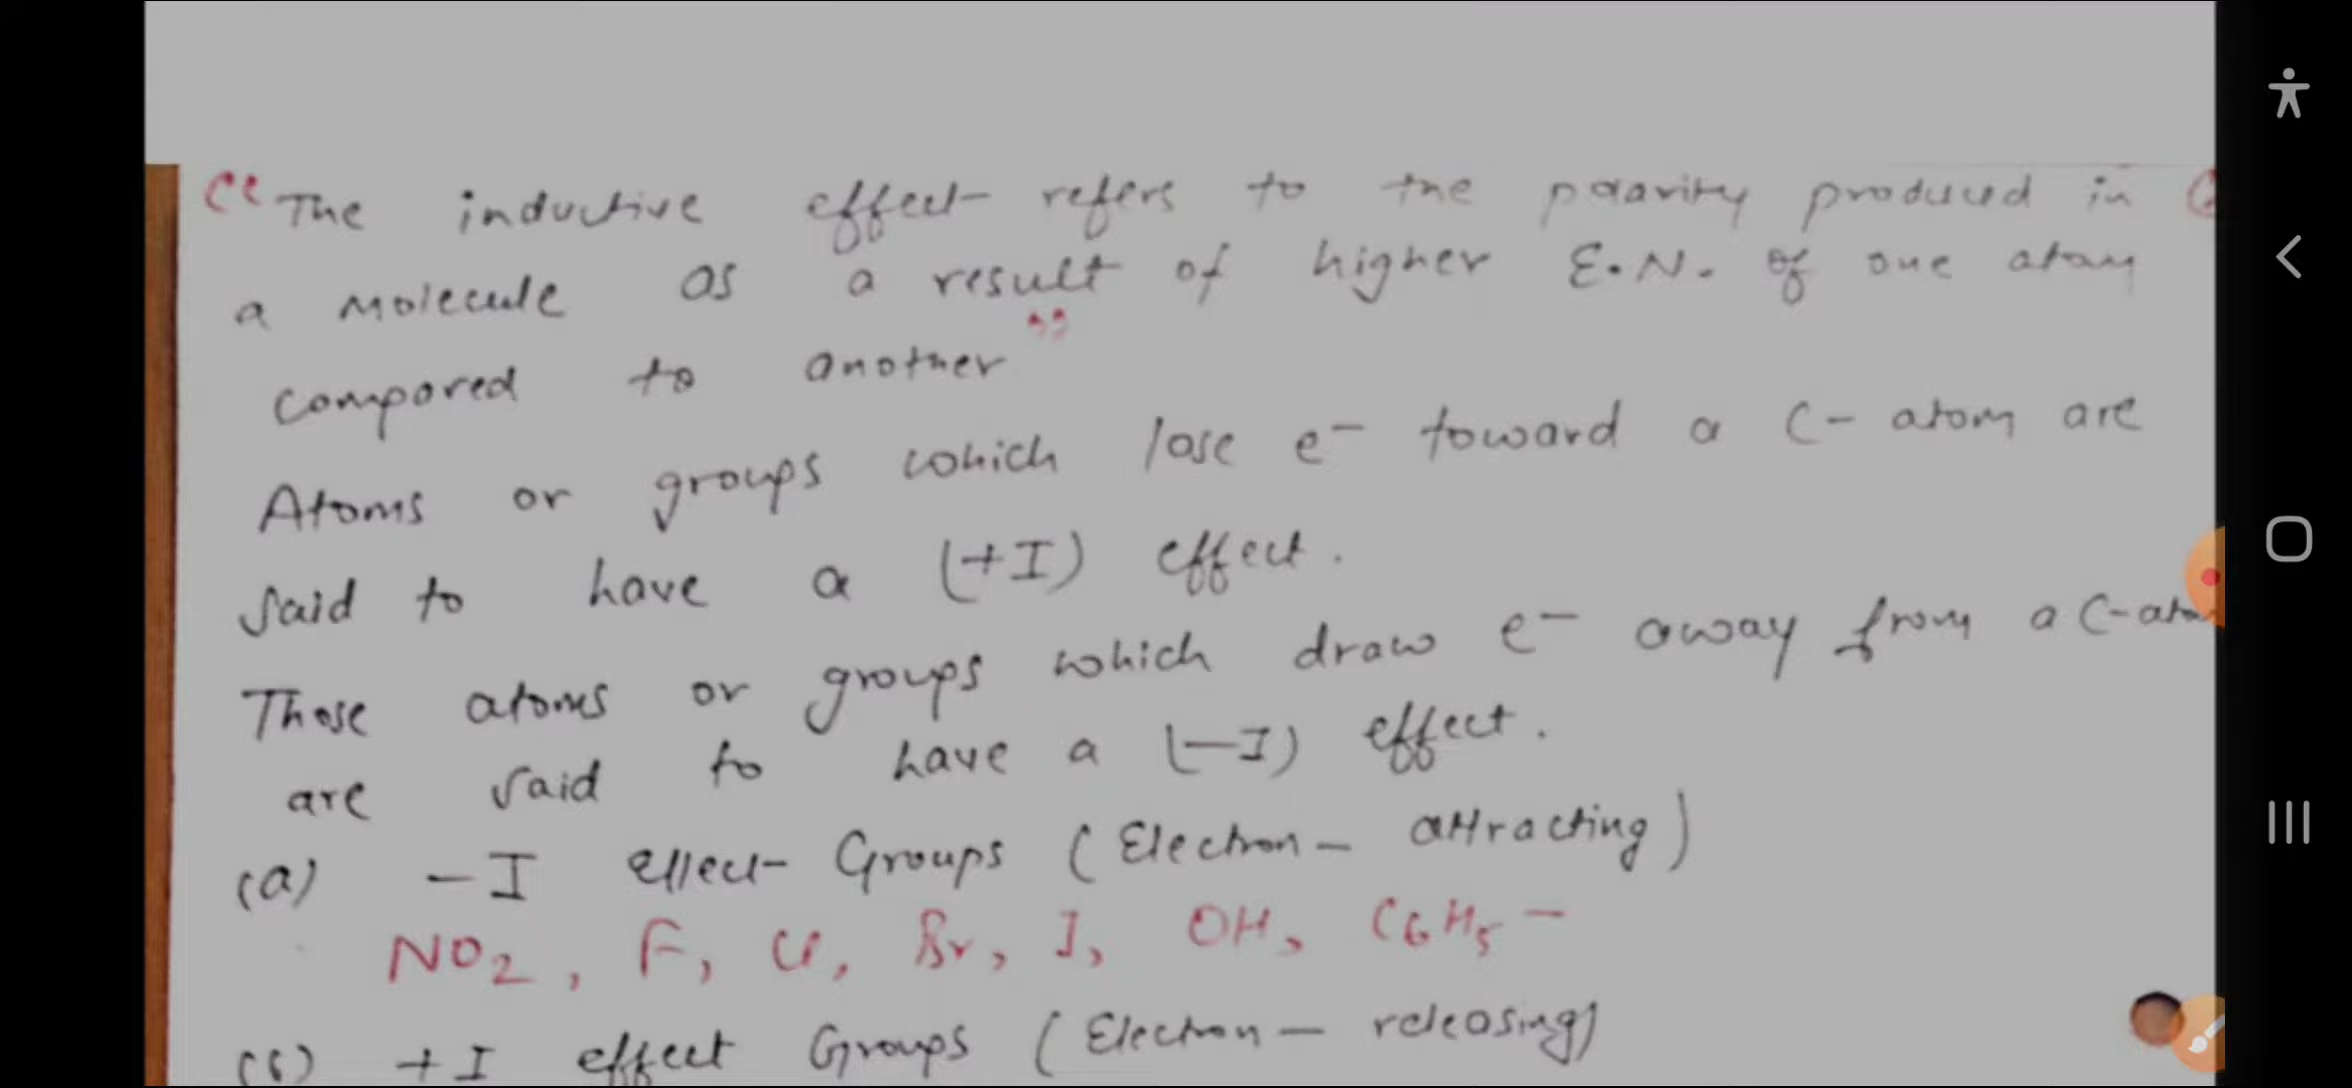 “The inductive effect refers to the polarity produced in
a molecule as a result of higher E.N. of one atom
compared to another”
Atoms or groups which lose e⁻ toward a C-atom are
said to have a (+I) effect.
Those atoms or groups which draw e⁻ away from a C-atom
are said to have a (-I) effect.
(a) -I effect Groups (Electron-attracting)
NO₂, F, Cl, Br, I, OH, C6H5-
(b) +I effect Groups (Electron-releasing)